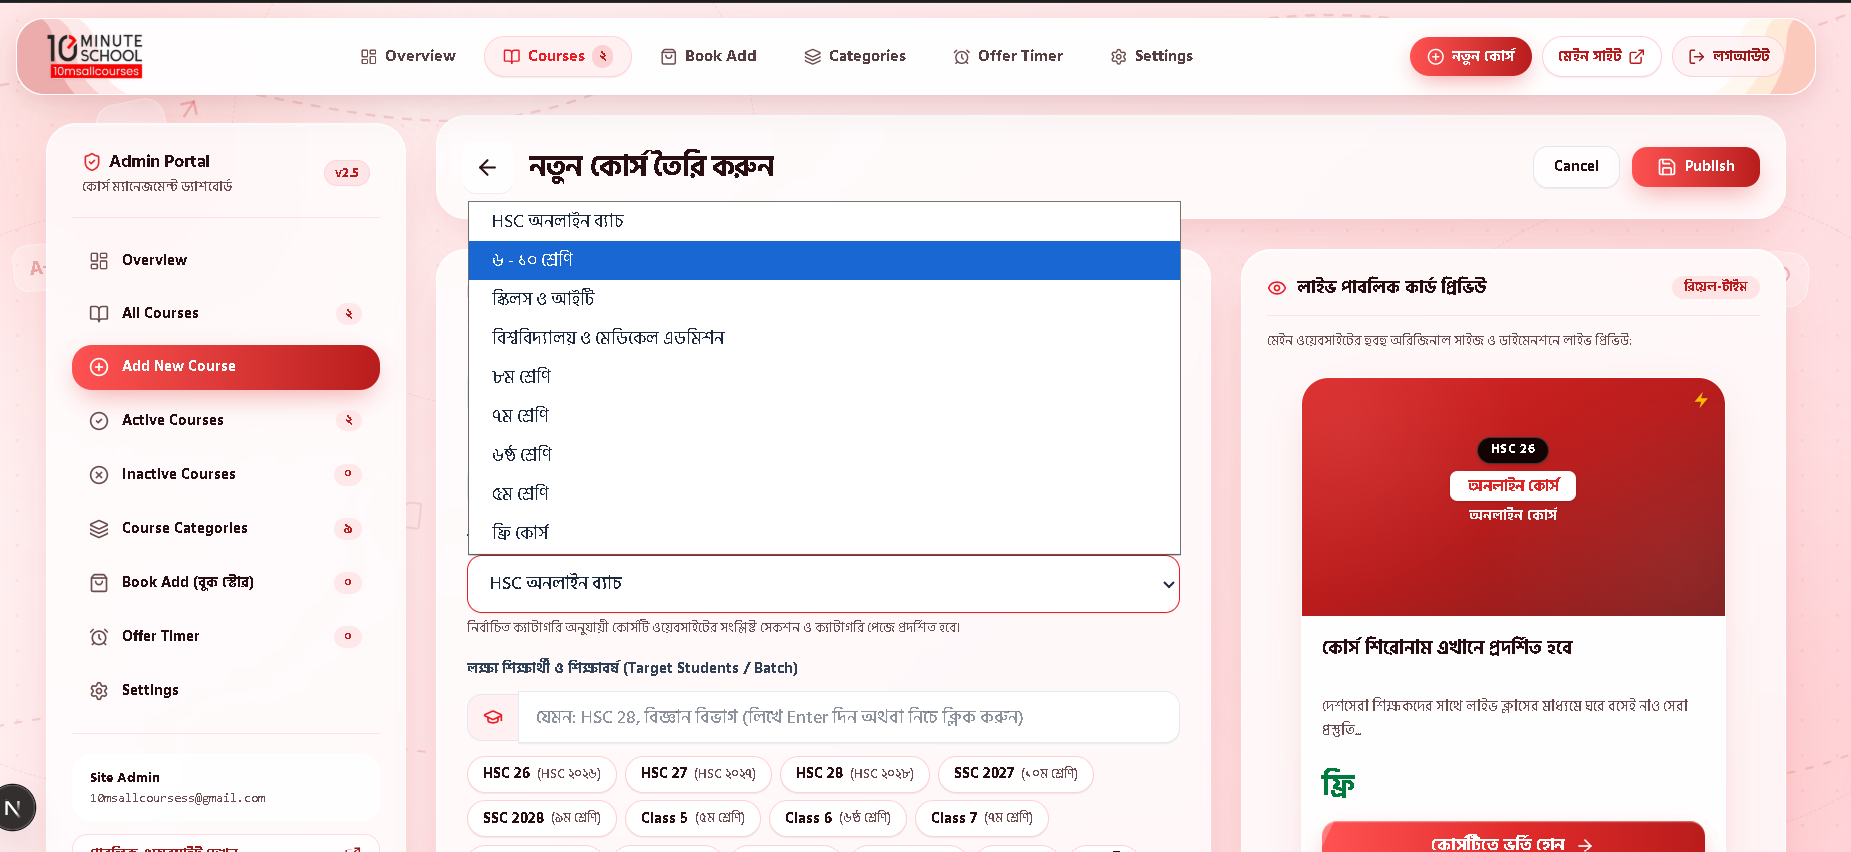 10 MINUTE SCHOOL
10msallcourses
Overview
Courses ২
Book Add
Categories
Offer Timer
Settings
নতুন কোর্স
মেইন সাইট
লগআউট
Admin Portal
কোর্স ম্যানেজমেন্ট ড্যাশবোর্ড
v2.5
Overview
All Courses ২
Add New Course
Active Courses ২
Inactive Courses ০
Course Categories ৯
Book Add (বুক স্টোর) ০
Offer Timer ০
Settings
Site Admin
10msallcoursess@gmail.com
নতুন কোর্স তৈরি করুন
Cancel
Publish
HSC অনলাইন ব্যাচ
৬ - ১০ শ্রেণি
স্কিলস ও আইটি
বিশ্ববিদ্যালয় ও মেডিকেল এডমিশন
৮ম শ্রেণি
৭ম শ্রেণি
৬ষ্ঠ শ্রেণি
৫ম শ্রেণি
ফ্রি কোর্স
HSC অনলাইন ব্যাচ
নির্বাচিত ক্যাটাগরি অনুযায়ী কোর্সটি ওয়েবসাইটের সংশ্লিষ্ট সেকশন ও ক্যাটাগরি পেজে প্রদর্শিত হবে।
লক্ষ্য শিক্ষার্থী ও শিক্ষাবর্ষ (Target Students / Batch)
যেমন: HSC 28, বিজ্ঞান বিভাগ (লিখে Enter দিন অথবা নিচে ক্লিক করুন)
HSC 26 (HSC ২০২৬)
HSC 27 (HSC ২০২৭)
HSC 28 (HSC ২০২৮)
SSC 2027 (১০ম শ্রেণি)
SSC 2028 (৯ম শ্রেণি)
Class 5 (৫ম শ্রেণি)
Class 6 (৬ষ্ঠ শ্রেণি)
Class 7 (৭ম শ্রেণি)
লাইভ পাবলিক কার্ড প্রিভিউ
রিয়েল-টাইম
মেইন ওয়েবসাইটের হুবহু অরিজিনাল সাইজ ও ডাইমেনশনে লাইভ প্রিভিউ:
HSC 26
অনলাইন কোর্স
অনলাইন কোর্স
কোর্স শিরোনাম এখানে প্রদর্শিত হবে
দেশসেরা শিক্ষকদের সাথে লাইভ ক্লাসের মাধ্যমে ঘরে বসেই নাও সেরা
প্রস্তুতি...
ফ্রি
কোর্সটিতে ভর্তি হোন
N